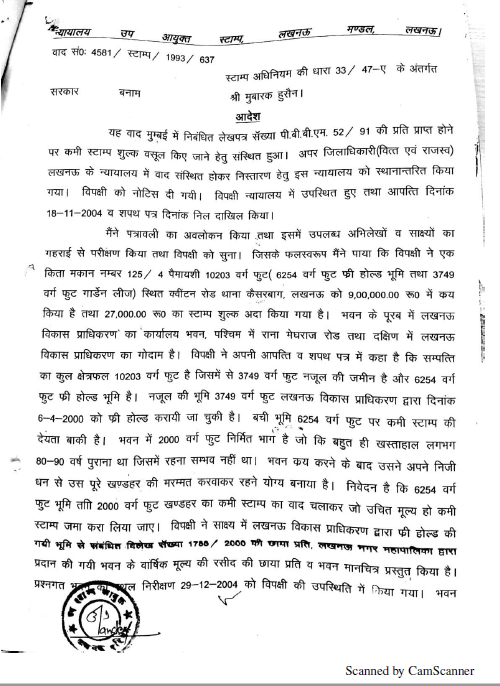 न्यायालय उप आयुक्त स्टाम्प, लखनऊ मण्डल, लखनऊ।
वाद सं0: 4581/ स्टाम्प/ 1993/ 637
स्टाम्प अधिनियम की धारा 33/ 47-ए के अंतर्गत
सरकार बनाम श्री मुबारक हुसैन।
आदेश
यह वाद मुम्बई में निबंधित लेखपत्र सँख्या पी.बी.बी.एम. 52/ 91 की प्रति प्राप्त होने
पर कमी स्टाम्प शुल्क वसूल किए जाने हेतु संस्थित हुआ। अपर जिलाधिकारी(वित्त एवं राजस्व)
लखनऊ के न्यायालय में वाद संस्थित होकर निस्तारण हेतु इस न्यायालय को स्थानान्तरित किया
गया। विपक्षी को नोटिस दी गयी। विपक्षी न्यायालय में उपस्थित हुए तथा आपत्ति दिनांक
18-11-2004 व शपथ पत्र दिनांक निल दाखिल किया।
मैंने पत्रावली का अवलोकन किया तथा इसमें उपलब्ध अभिलेखों व साक्ष्यों का
गहराई से परीक्षण किया तथा विपक्षी को सुना। जिसके फलस्वरूप मैंने पाया कि विपक्षी ने एक
किता मकान नम्बर 125/ 4 पैमायशी 10203 वर्ग फुट( 6254 वर्ग फुट फ्री होल्ड भूमि तथा 3749
वर्ग फुट गार्डेन लीज) स्थित क्वींटन रोड थाना कैसरबाग, लखनऊ को 9,00,000.00 रू0 में कय
किया है तथा 27,000.00 रू0 का स्टाम्प शुल्क अदा किया गया है। भवन के पूरब में लखनऊ
विकास प्राधिकरण का कार्यालय भवन, पश्चिम में राना मेघराज रोड तथा दक्षिण में लखनऊ
विकास प्राधिकरण का गोदाम है। विपक्षी ने अपनी आपत्ति व शपथ पत्र में कहा है कि सम्पत्ति
का कुल क्षेत्रफल 10203 वर्ग फुट है जिसमें से 3749 वर्ग फुट नजूल की जमीन है और 6254 वर्ग
फुट फ्री होल्ड भूमि है। नजूल की भूमि 3749 वर्ग फुट लखनऊ विकास प्राधिकरण द्वारा दिनांक
6-4-2000 को फ्री होल्ड करायी जा चुकी है। बची भूमि 6254 वर्ग फुट पर कमी स्टाम्प की
देयता बाकी है। भवन में 2000 वर्ग फुट निर्मित भाग है जो कि बहुत ही खस्ताहाल लगभग
80-90 वर्ष पुराना था जिसमें रहना सम्भव नहीं था। भवन कय करने के बाद उसने अपने निजी
धन से उस पूरे खण्डहर की मरम्मत करवाकर रहने योग्य बनाया है। निवेदन है कि 6254 वर्ग
फुट भूमि तााि 2000 वर्ग फुट खण्डहर का कमी स्टाम्प का वाद चलाकर जो उचित मूल्य हो कमी
स्टाम्प जमा करा लिया जाए। विपक्षी ने साक्ष्य में लखनऊ विकास प्राधिकरण द्वारा फ्री होल्ड की
गयी भूमि से संबंधित विलेख सँख्या 1788/ 2000 की छाया प्रति, लखनऊ नगर महापालिका द्वारा
प्रदान की गयी भवन के वार्षिक मूल्य की रसीद की छाया प्रति व भवन मानचित्र प्रस्तुत किया है।
प्रश्नगत स्थल निरीक्षण 29-12-2004 को विपक्षी की उपस्थिति में किया गया। भवन
Scanned by CamScanner